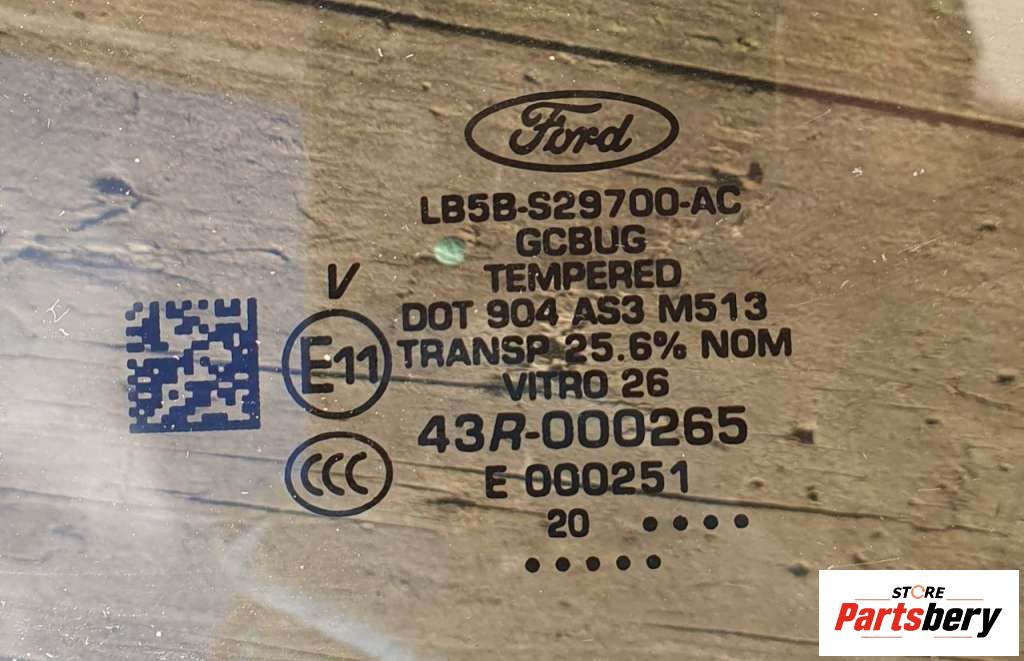 Ford
LB5B-S29700-AC
GCBUG
TEMPERED
V
DOT 904 AS3 M513
E11
TRANSP 25.6% NOM
VITRO 26
43R-000265
CCC
E 000251
20 ••••
•••••
STORE
Partsbery